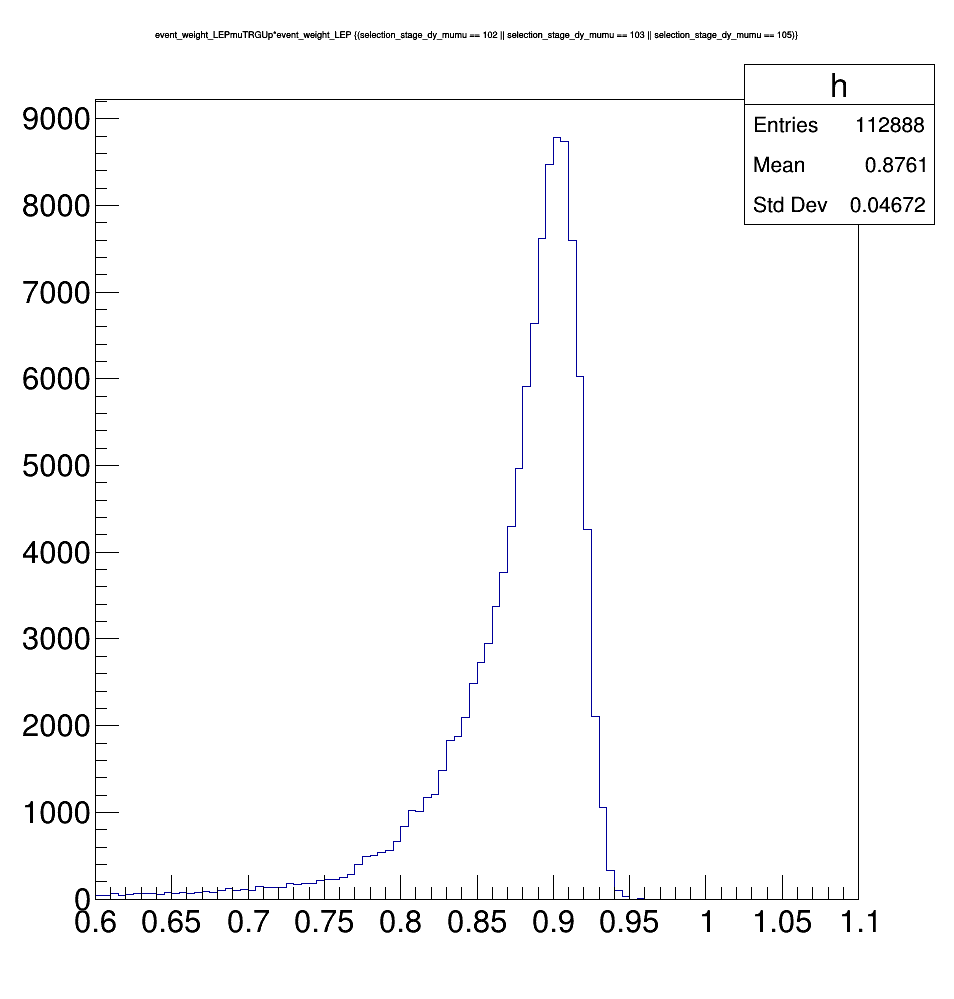 event_weight_LEPmuTRGUp*event_weight_LEP {(selection_stage_dy_mumu == 102 || selection_stage_dy_mumu == 103 || selection_stage_dy_mumu == 105)}
h
Entries 112888
Mean 0.8761
Std Dev 0.04672
9000
8000
7000
6000
5000
4000
3000
2000
1000
0
0.6 0.65 0.7 0.75 0.8 0.85 0.9 0.95 1 1.05 1.1